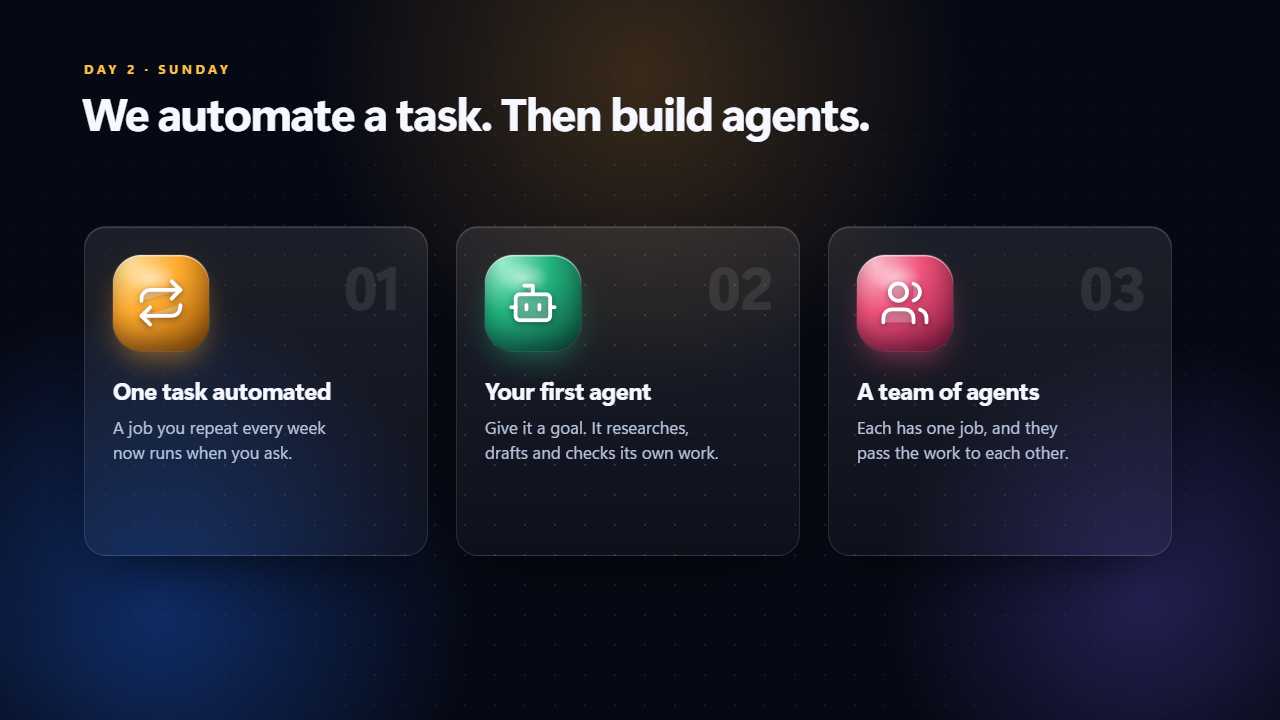 DAY 2 · SUNDAY
We automate a task. Then build agents.
01
One task automated
A job you repeat every week
now runs when you ask.
02
Your first agent
Give it a goal. It researches,
drafts and checks its own work.
03
A team of agents
Each has one job, and they
pass the work to each other.